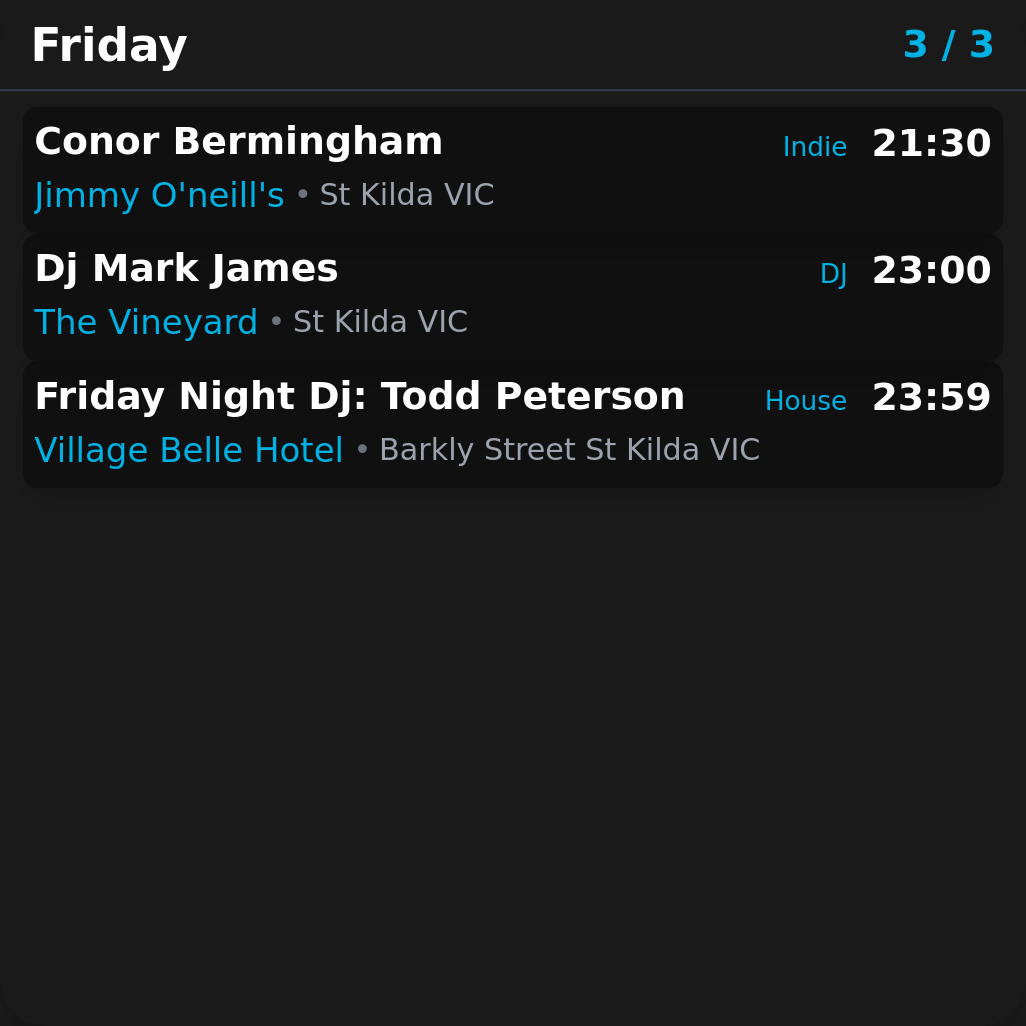 Friday 3 / 3
Conor Bermingham Indie 21:30
Jimmy O'neill's • St Kilda VIC
Dj Mark James DJ 23:00
The Vineyard • St Kilda VIC
Friday Night Dj: Todd Peterson House 23:59
Village Belle Hotel • Barkly Street St Kilda VIC